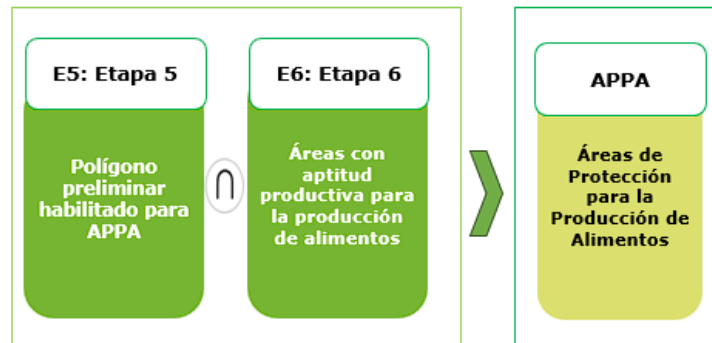 E5: Etapa 5
Polígono
preliminar
habilitado para
APPA
∩
E6: Etapa 6
Áreas con
aptitud
productiva para
la producción
de alimentos
APPA
Áreas de
Protección
para la
Producción de
Alimentos